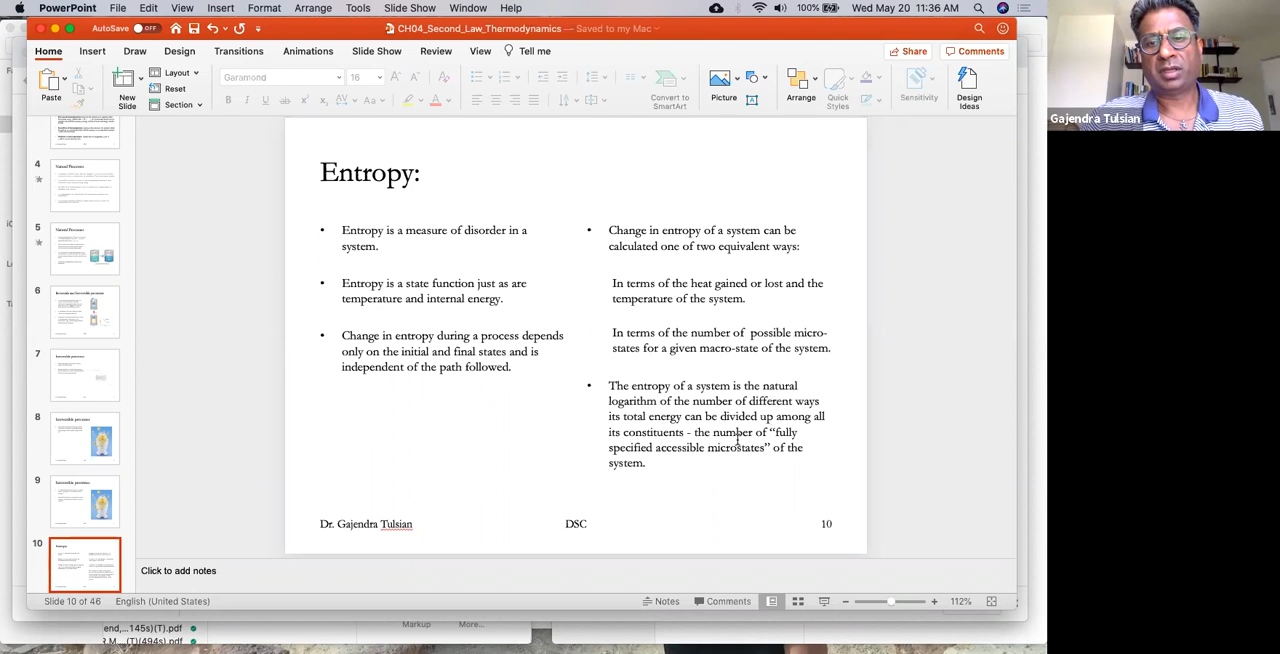 PowerPoint File Edit View Insert Format Arrange Tools Slide Show Window Help 100% Wed May 20 11:36 AM
AutoSave OFF CH04_Second_Law_Thermodynamics — Saved to my Mac
Home Insert Draw Design Transitions Animations Slide Show Review View Tell me Share Comments
Paste New Slide Layout Reset Section Garamond 16 Convert to SmartArt Picture Arrange Quick Styles Sensitivity Design Ideas
Gajendra Tulsian
4
5
6
7
8
9
10
Entropy:
• Entropy is a measure of disorder in a
system.
• Entropy is a state function just as are
temperature and internal energy.
• Change in entropy during a process depends
only on the initial and final states and is
independent of the path followed.
• Change in entropy of a system can be
calculated one of two equivalent ways:
In terms of the heat gained or lost and the
temperature of the system.
In terms of the number of possible micro-
states for a given macro-state of the system.
• The entropy of a system is the natural
logarithm of the number of different ways
its total energy can be divided up among all
its constituents - the number of “fully
specified accessible microstates” of the
system.
Dr. Gajendra Tulsian DSC 10
Click to add notes
Slide 10 of 46 English (United States) Notes Comments 112%
end,...145s)(T).pdf Markup More...
R M...(T)(494s).pdf